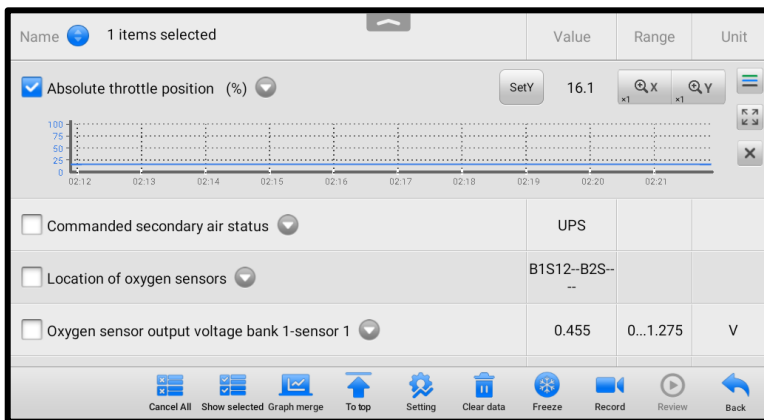 Name 1 items selected Value Range Unit
Absolute throttle position (%) SetY 16.1 X ×1 Y ×1
100
75
50
25
0
02:12 02:13 02:14 02:15 02:16 02:17 02:18 02:19 02:20 02:21
Commanded secondary air status UPS
Location of oxygen sensors B1S12--B2S--
--
Oxygen sensor output voltage bank 1-sensor 1 0.455 0...1.275 V
Cancel All Show selected Graph merge To top Setting Clear data Freeze Record Review Back